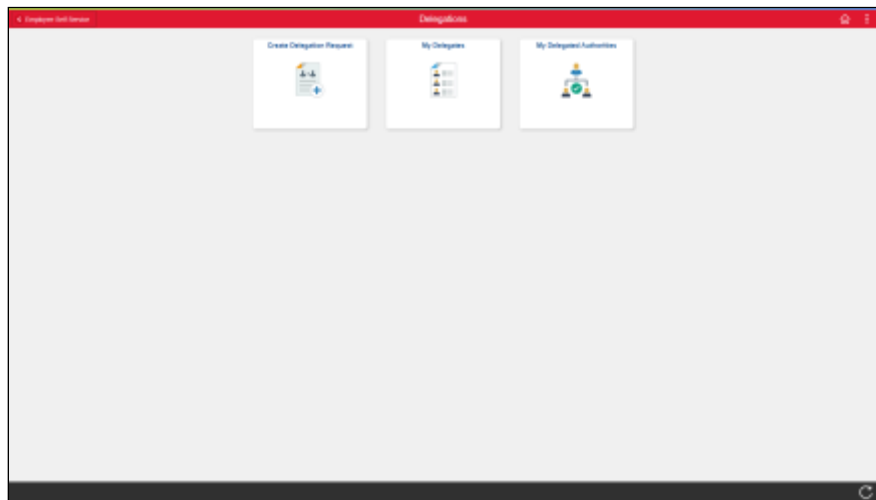 Employee Self Service
Delegations
Create Delegation Request
My Delegates
My Delegated Authorities